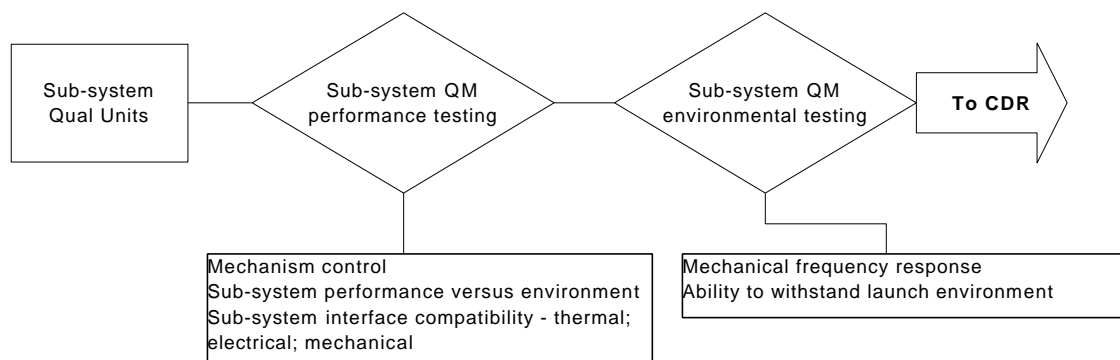 Sub-system
Qual Units
Sub-system QM
performance testing
Sub-system QM
environmental testing
To CDR
Mechanism control
Sub-system performance versus environment
Sub-system interface compatibility - thermal;
electrical; mechanical
Mechanical frequency response
Ability to withstand launch environment